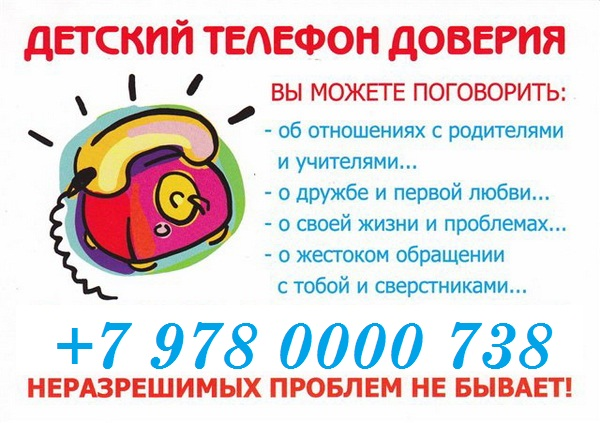 ДЕТСКИЙ ТЕЛЕФОН ДОВЕРИЯ
ВЫ МОЖЕТЕ ПОГОВОРИТЬ:
- об отношениях с родителями
и учителями...
- о дружбе и первой любви...
- о своей жизни и проблемах...
- о жестоком обращении
с тобой и сверстниками...
+7 978 0000 738
НЕРАЗРЕШИМЫХ ПРОБЛЕМ НЕ БЫВАЕТ!